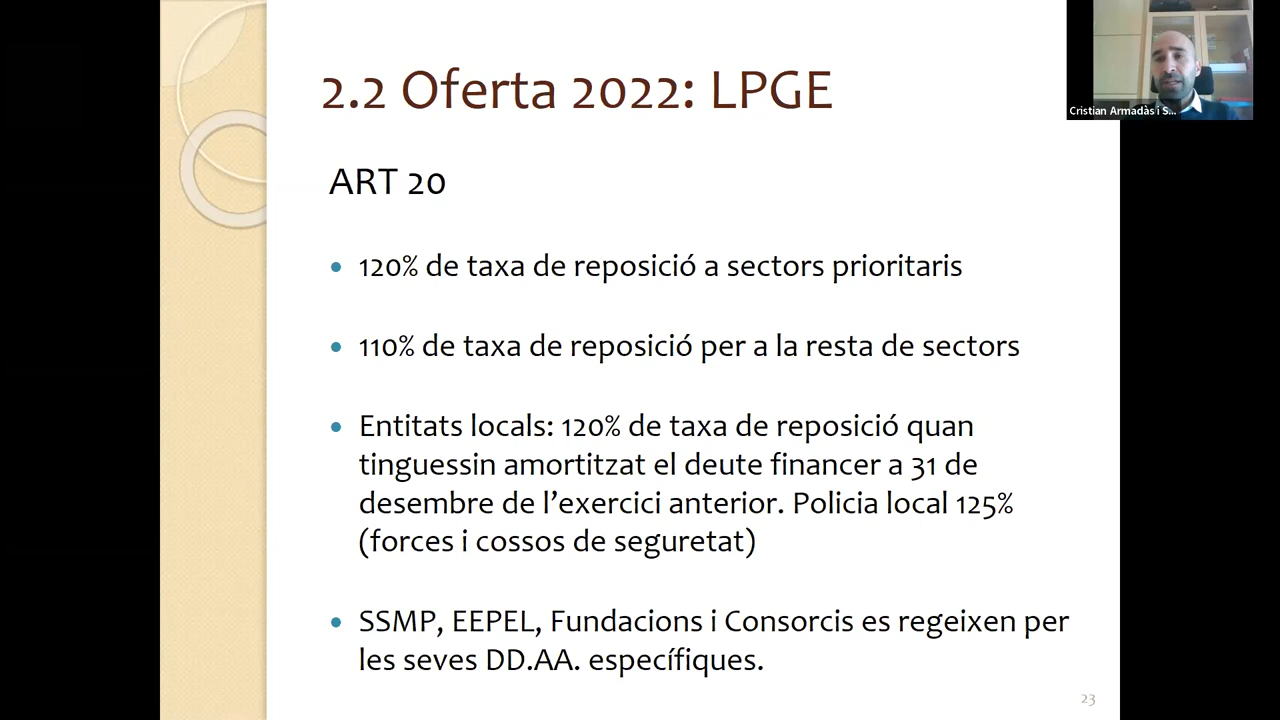 2.2 Oferta 2022: LPGE
Cristian Armadàs i S...
ART 20
120% de taxa de reposició a sectors prioritaris
110% de taxa de reposició per a la resta de sectors
Entitats locals: 120% de taxa de reposició quan
tinguessin amortitzat el deute financer a 31 de
desembre de l’exercici anterior. Policia local 125%
(forces i cossos de seguretat)
SSMP, EEPEL, Fundacions i Consorcis es regeixen per
les seves DD.AA. específiques.
23